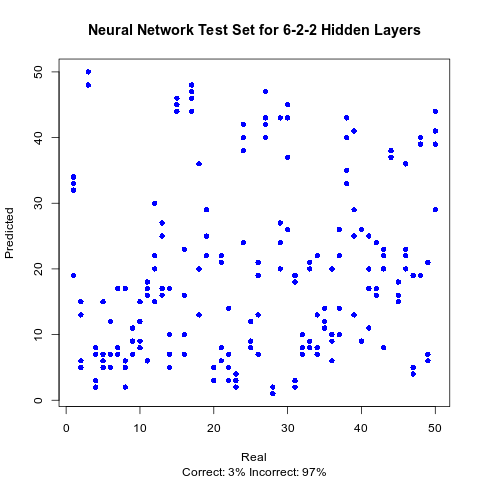 Neural Network Test Set for 6-2-2 Hidden Layers
Predicted
50
40
30
20
10
0
0 10 20 30 40 50
Real
Correct: 3% Incorrect: 97%